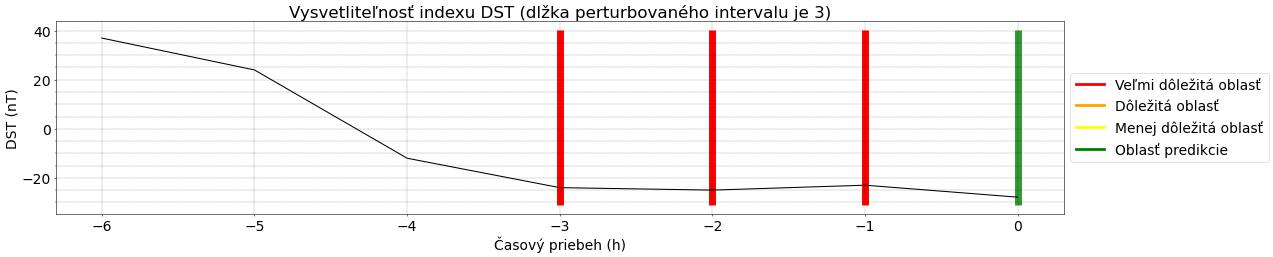 Vysvetliteľnosť indexu DST (dĺžka perturbovaného intervalu je 3)
DST (nT)
40
20
0
−20
−6
−5
−4
−3
−2
−1
0
Časový priebeh (h)
Veľmi dôležitá oblasť
Dôležitá oblasť
Menej dôležitá oblasť
Oblasť predikcie